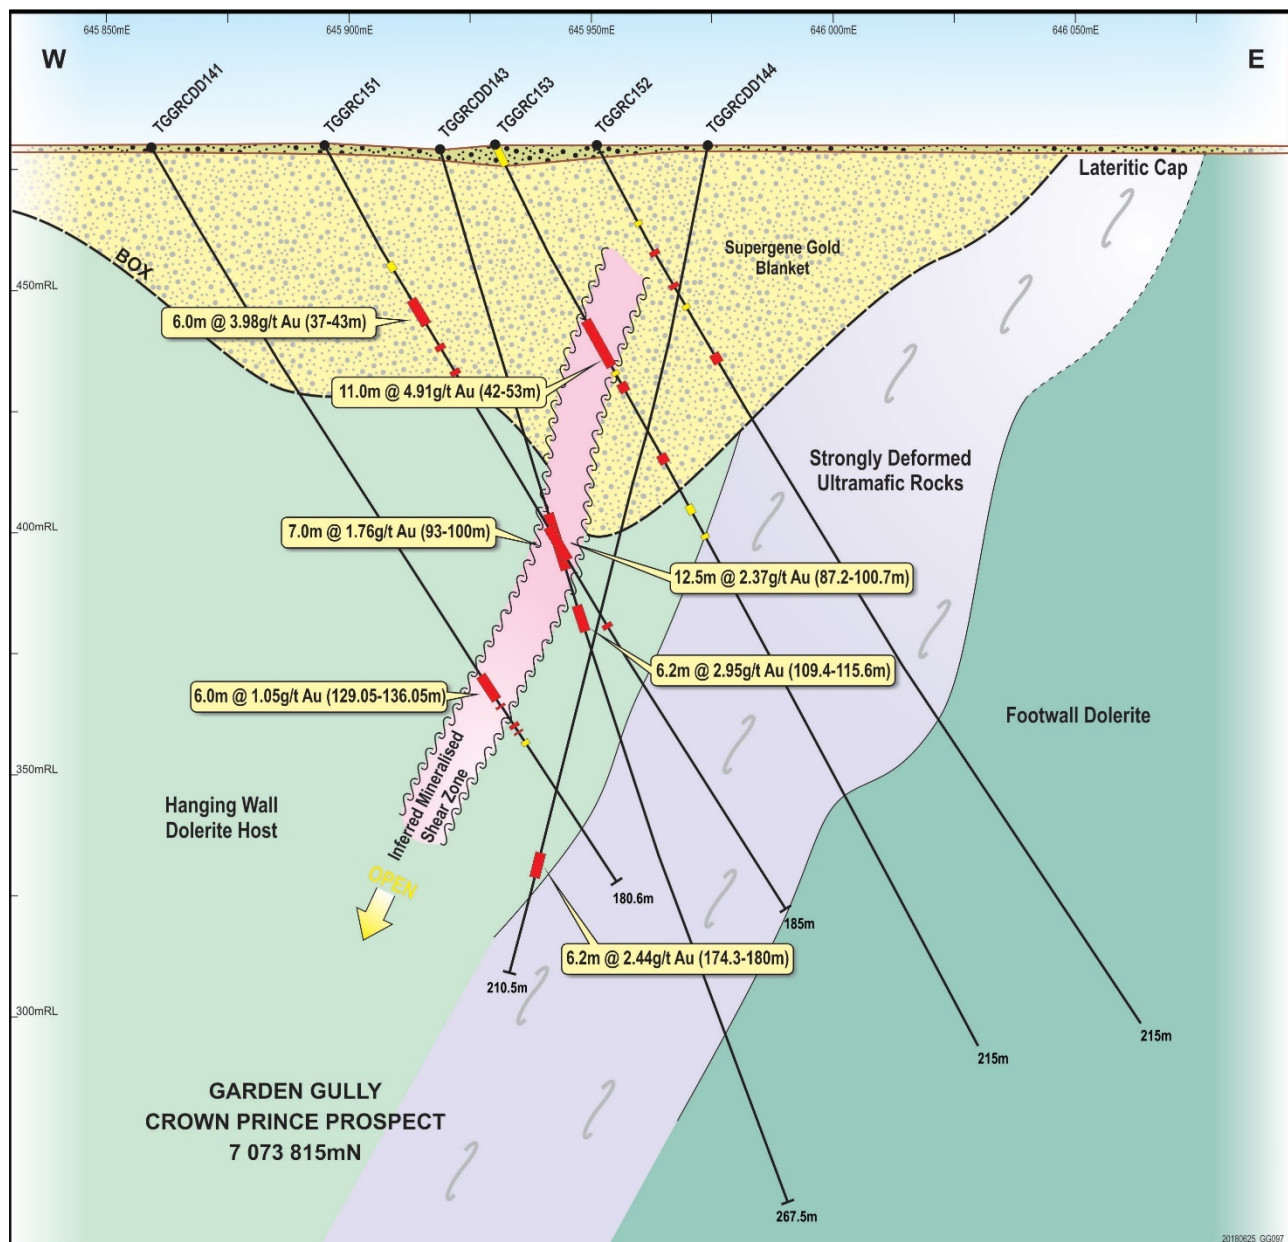 645 850mE
645 900mE
645 950mE
646 000mE
646 050mE
W
E
TGGRCDD141
TGGRC151
TGGRCDD143
TGGRC153
TGGRC152
TGGRCDD144
Lateritic Cap
Supergene Gold
Blanket
BOX
450mRL
6.0m @ 3.98g/t Au (37-43m)
11.0m @ 4.91g/t Au (42-53m)
Strongly Deformed
Ultramafic Rocks
400mRL
7.0m @ 1.76g/t Au (93-100m)
12.5m @ 2.37g/t Au (87.2-100.7m)
6.2m @ 2.95g/t Au (109.4-115.6m)
6.0m @ 1.05g/t Au (129.05-136.05m)
Footwall Dolerite
350mRL
Inferred Mineralised
Shear Zone
Hanging Wall
Dolerite Host
OPEN
180.6m
185m
6.2m @ 2.44g/t Au (174.3-180m)
210.5m
300mRL
215m
215m
GARDEN GULLY
CROWN PRINCE PROSPECT
7 073 815mN
267.5m
20180625_GG097